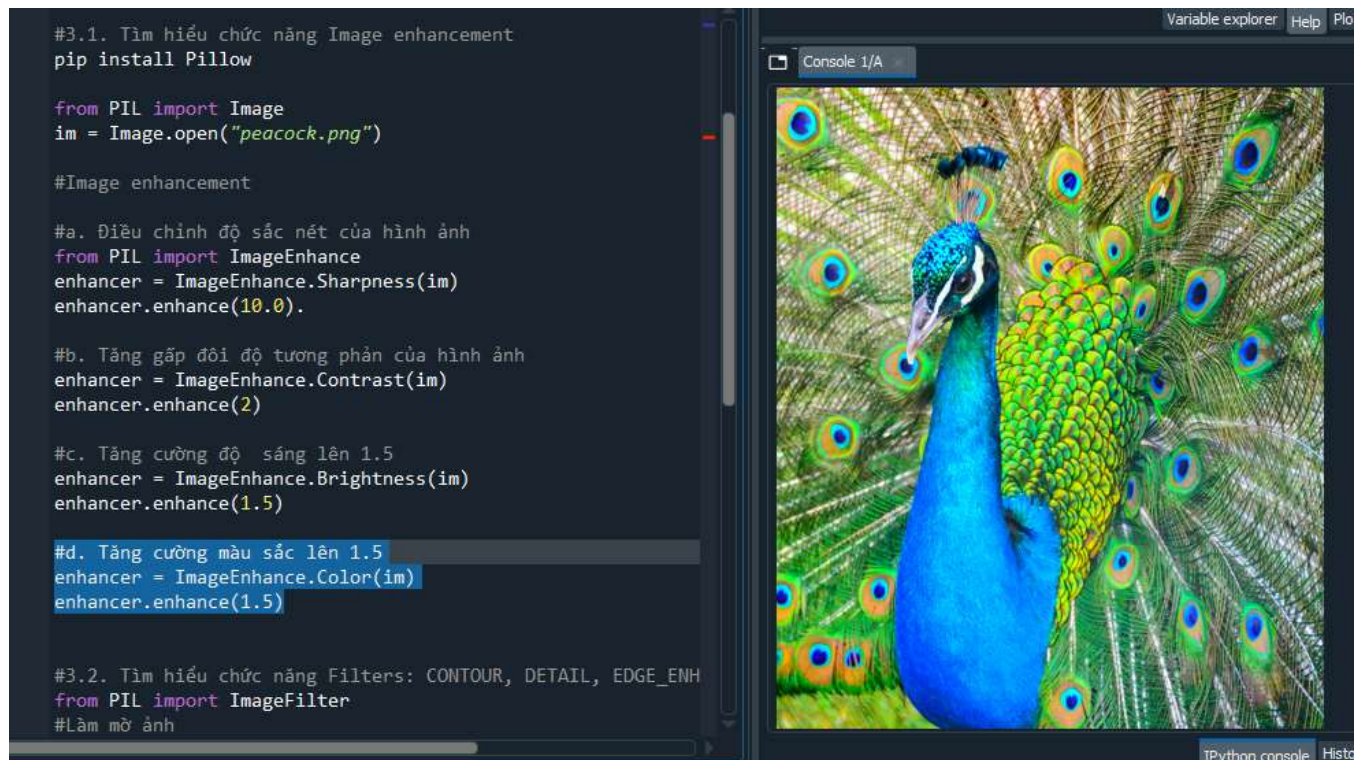 #3.1. Tìm hiểu chức năng Image enhancement
pip install Pillow
from PIL import Image
im = Image.open("peacock.png")
#Image enhancement
#a. Điều chỉnh độ sắc nét của hình ảnh
from PIL import ImageEnhance
enhancer = ImageEnhance.Sharpness(im)
enhancer.enhance(10.0).
#b. Tăng gấp đôi độ tương phản của hình ảnh
enhancer = ImageEnhance.Contrast(im)
enhancer.enhance(2)
#c. Tăng cường độ  sáng lên 1.5
enhancer = ImageEnhance.Brightness(im)
enhancer.enhance(1.5)
#d. Tăng cường màu sắc lên 1.5
enhancer = ImageEnhance.Color(im)
enhancer.enhance(1.5)
#3.2. Tìm hiểu chức năng Filters: CONTOUR, DETAIL, EDGE_ENH
from PIL import ImageFilter
#Làm mờ ảnh
Variable explorer Help Plo
Console 1/A
IPython console Histo